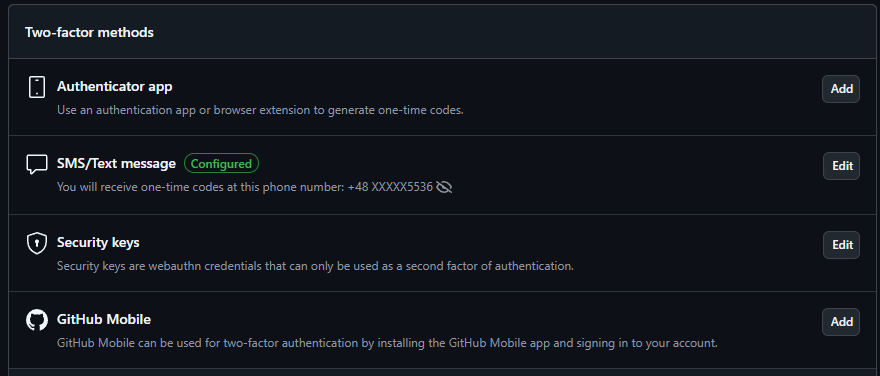 Two-factor methods
Authenticator app
Add
Use an authentication app or browser extension to generate one-time codes.
SMS/Text message Configured
Edit
You will receive one-time codes at this phone number: +48 XXXXX5536
Security keys
Edit
Security keys are webauthn credentials that can only be used as a second factor of authentication.
GitHub Mobile
Add
GitHub Mobile can be used for two-factor authentication by installing the GitHub Mobile app and signing in to your account.